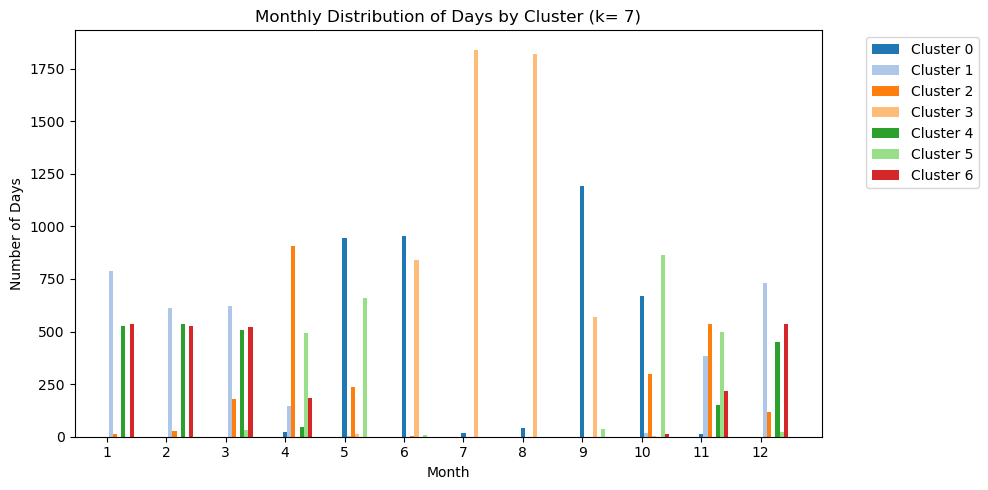 Monthly Distribution of Days by Cluster (k= 7)
Number of Days
1750
1500
1250
1000
750
500
250
0
1 2 3 4 5 6 7 8 9 10 11 12
Month
Cluster 0
Cluster 1
Cluster 2
Cluster 3
Cluster 4
Cluster 5
Cluster 6